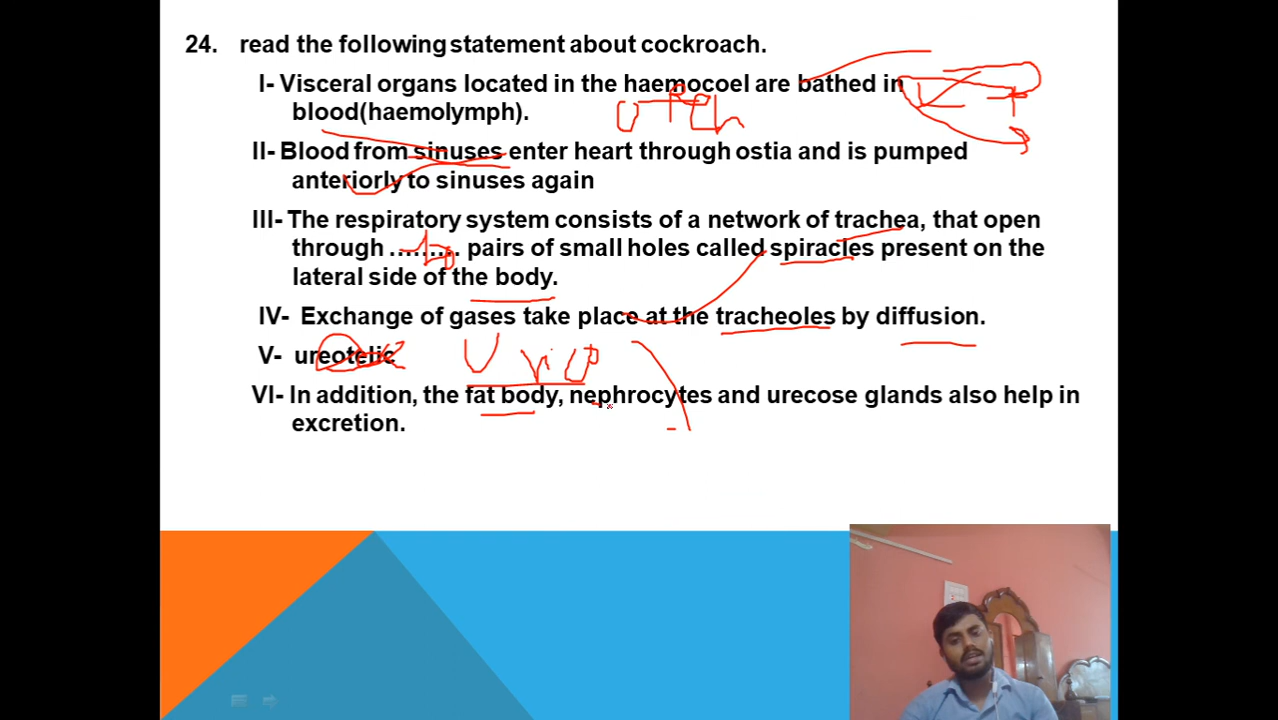 24. read the following statement about cockroach.
I- Visceral organs located in the haemocoel are bathed in
blood(haemolymph).
II- Blood from sinuses enter heart through ostia and is pumped
anteriorly to sinuses again
III- The respiratory system consists of a network of trachea, that open
through ......... pairs of small holes called spiracles present on the
lateral side of the body.
IV- Exchange of gases take place at the tracheoles by diffusion.
V- ureotelic
VI- In addition, the fat body, nephrocytes and urecose glands also help in
excretion.